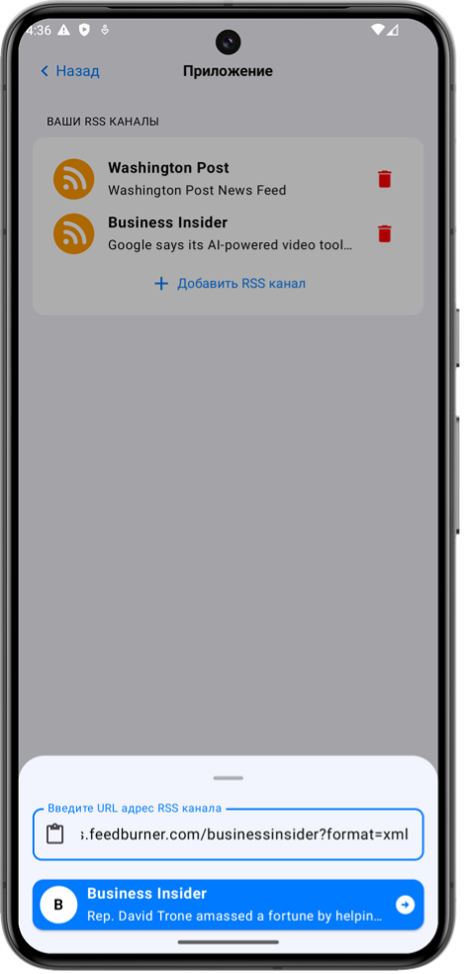 4:36
Назад
Приложение
ВАШИ RSS КАНАЛЫ
Washington Post
Washington Post News Feed
Business Insider
Google says its AI-powered video tool...
+ Добавить RSS канал
Введите URL адрес RSS канала
.feedburner.com/businessinsider?format=xml
B
Business Insider
Rep. David Trone amassed a fortune by helpin...